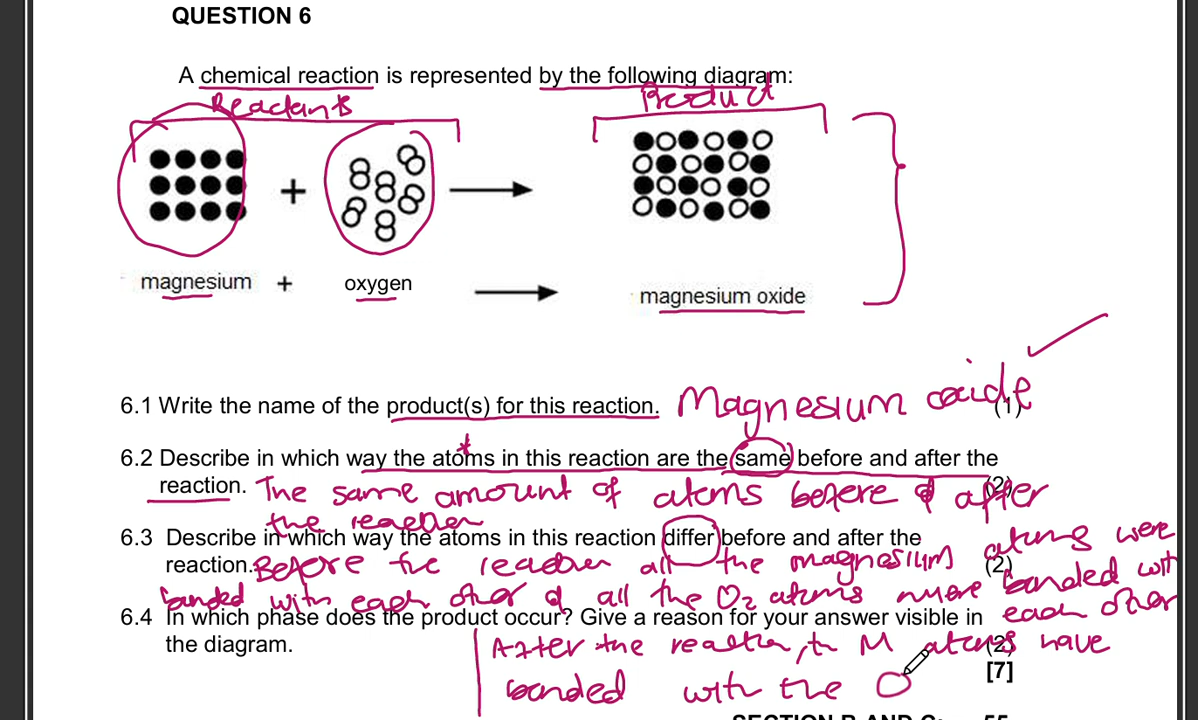 QUESTION 6
A chemical reaction is represented by the following diagram:
Reactants
Product
+
magnesium + oxygen
magnesium oxide
6.1 Write the name of the product(s) for this reaction. Magnesium oxide
(1)
6.2 Describe in which way the atoms in this reaction are the same before and after the
reaction. The same amount of atoms before & after
(2)
the reaction
6.3 Describe in which way the atoms in this reaction differ before and after the
reaction. Before the reaction all the magnesium atoms were
(2)
bonded with each other & all the O2 atoms were bonded with
each other
6.4 In which phase does the product occur? Give a reason for your answer visible in
the diagram.
(2)
After the reaction, the M atoms have
[7]
bonded with the O